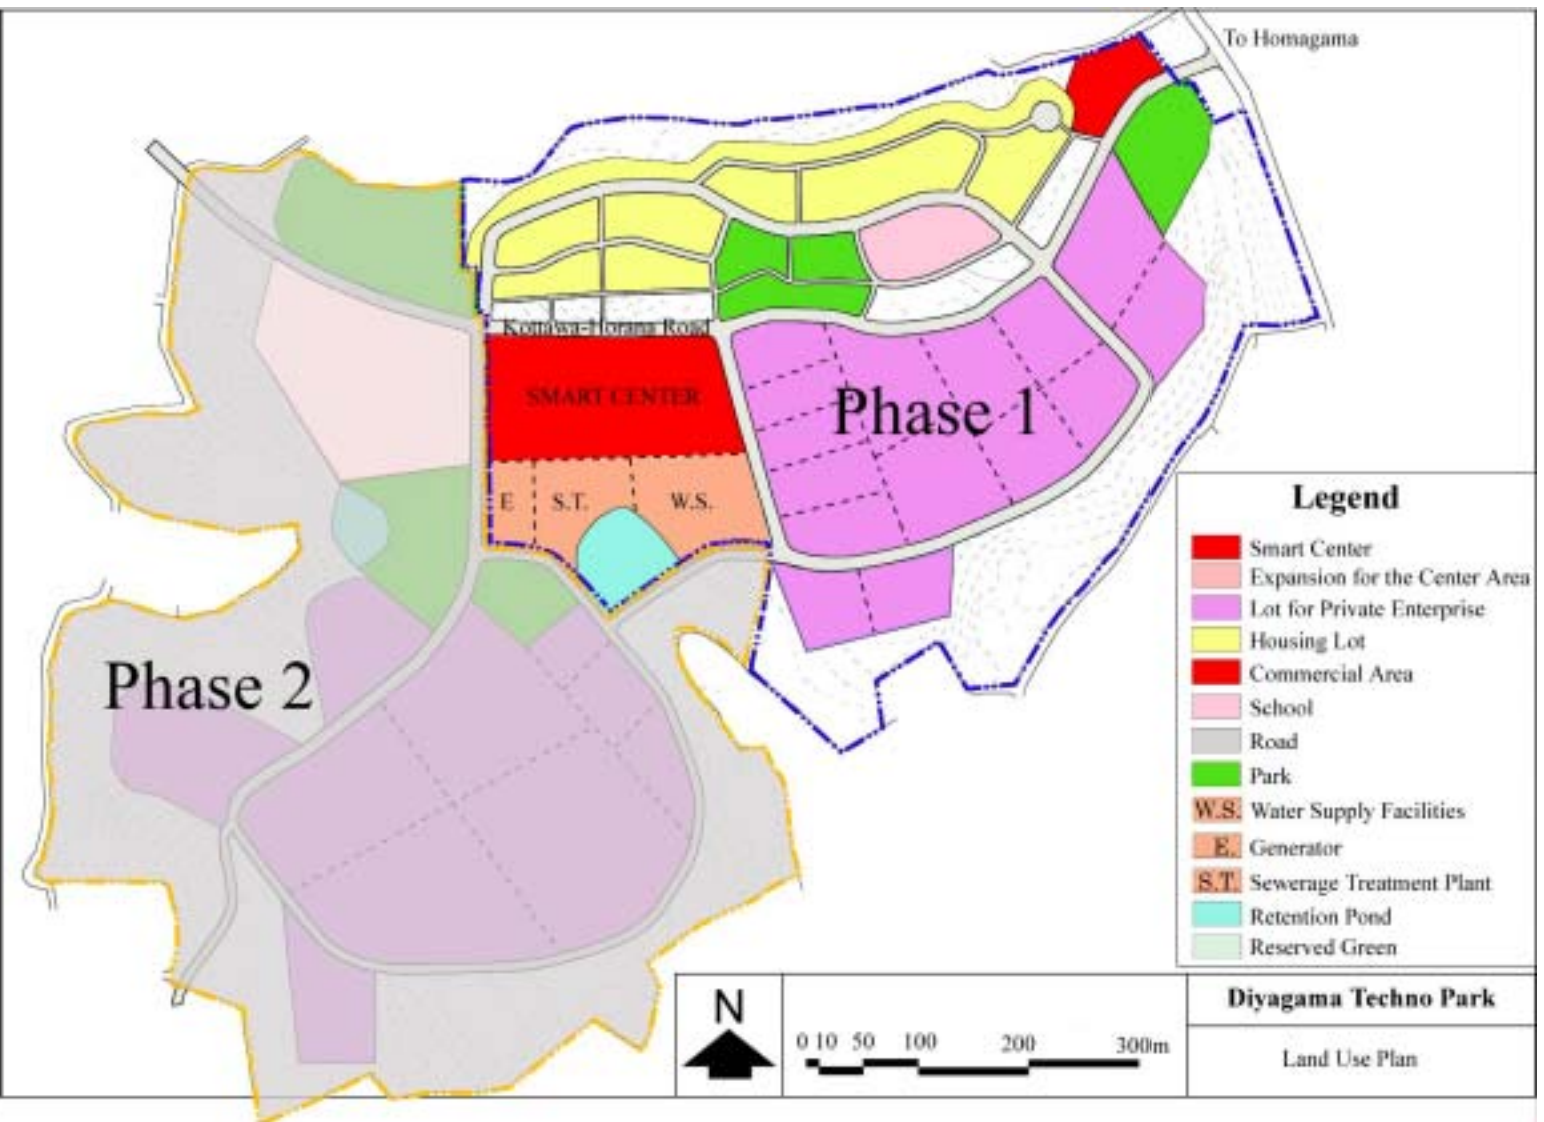 To Homagama
Kottawa-Horana Road
SMART CENTER
Phase 1
E
S.T.
W.S.
Phase 2
Legend
Smart Center
Expansion for the Center Area
Lot for Private Enterprise
Housing Lot
Commercial Area
School
Road
Park
W.S. Water Supply Facilities
E. Generator
S.T. Sewerage Treatment Plant
Retention Pond
Reserved Green
N
0 10 50 100 200 300m
Diyagama Techno Park
Land Use Plan